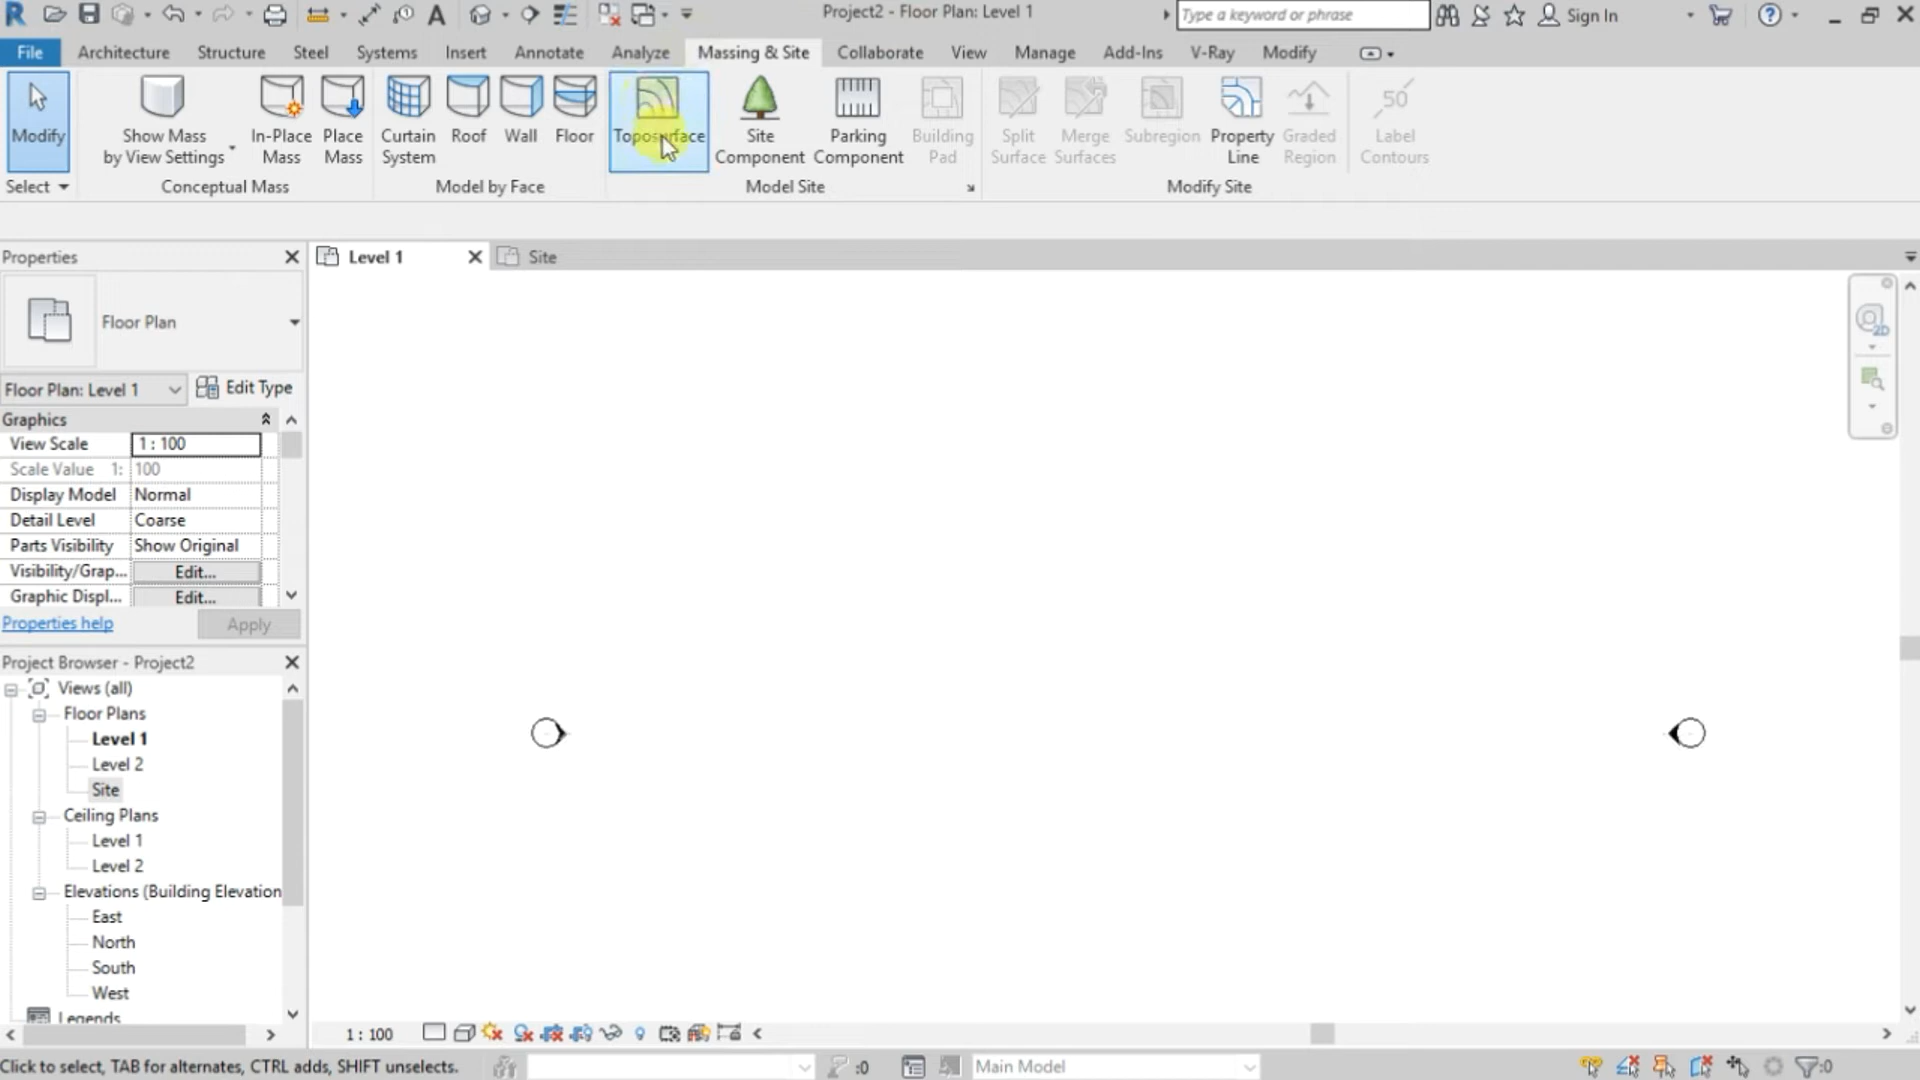 Project2 - Floor Plan: Level 1
Type a keyword or phrase
Sign In
File Architecture Structure Steel Systems Insert Annotate Analyze Massing & Site Collaborate View Manage Add-Ins V-Ray Modify
Modify
Show Mass
by View Settings
In-Place
Mass
Place
Mass
Curtain
System
Roof
Wall
Floor
Toposurface
Site
Component
Parking
Component
Building
Pad
Split
Surface
Merge
Surfaces
Subregion
Property
Line
Graded
Region
50
Label
Contours
Select
Conceptual Mass
Model by Face
Model Site
Modify Site
Properties
Level 1
Site
2D
Floor Plan
Floor Plan: Level 1
Edit Type
Graphics
View Scale 1 : 100
Scale Value 1: 100
Display Model Normal
Detail Level Coarse
Parts Visibility Show Original
Visibility/Grap... Edit...
Graphic Displ... Edit...
Properties help
Apply
Project Browser - Project2
Views (all)
Floor Plans
Level 1
Level 2
Site
Ceiling Plans
Level 1
Level 2
Elevations (Building Elevation
East
North
South
West
Legends
1 : 100
Click to select, TAB for alternates, CTRL adds, SHIFT unselects.
:0
Main Model
:0